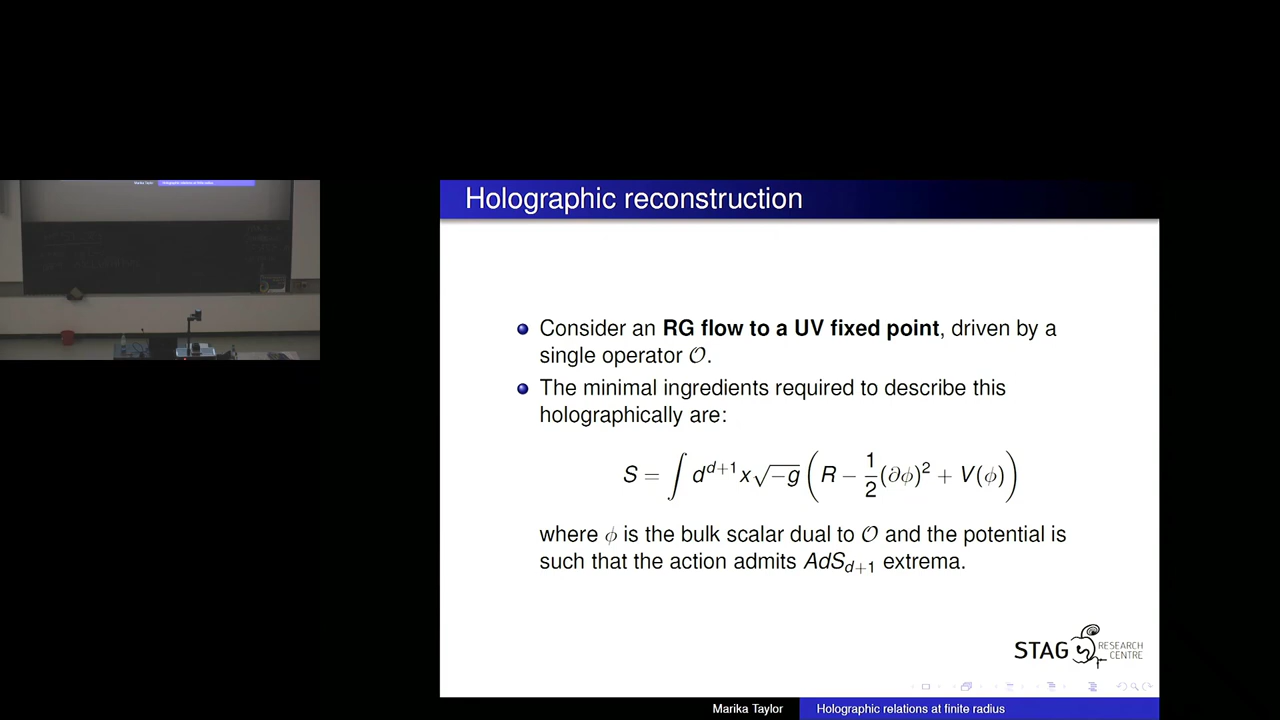 Holographic reconstruction
Consider an RG flow to a UV fixed point, driven by a
single operator 𝒪.
The minimal ingredients required to describe this
holographically are:
S = ∫ d^{d+1}x√−g (R − 1/2 (∂ϕ)² + V(ϕ))
where ϕ is the bulk scalar dual to 𝒪 and the potential is
such that the action admits AdS_{d+1} extrema.
STAG RESEARCH
CENTRE
Marika Taylor Holographic relations at finite radius